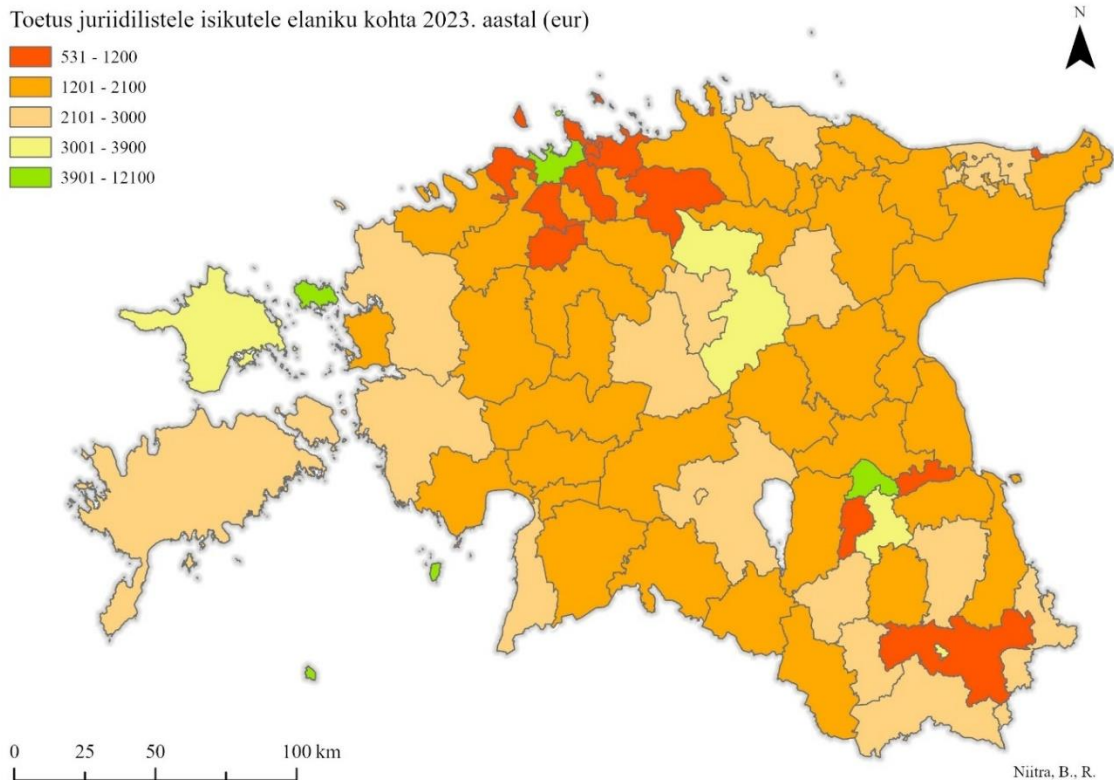 Toetus juriidilistele isikutele elaniku kohta 2023. aastal (eur)
531 - 1200
1201 - 2100
2101 - 3000
3001 - 3900
3901 - 12100
N
0 50 100 km
Niitra, B., R.